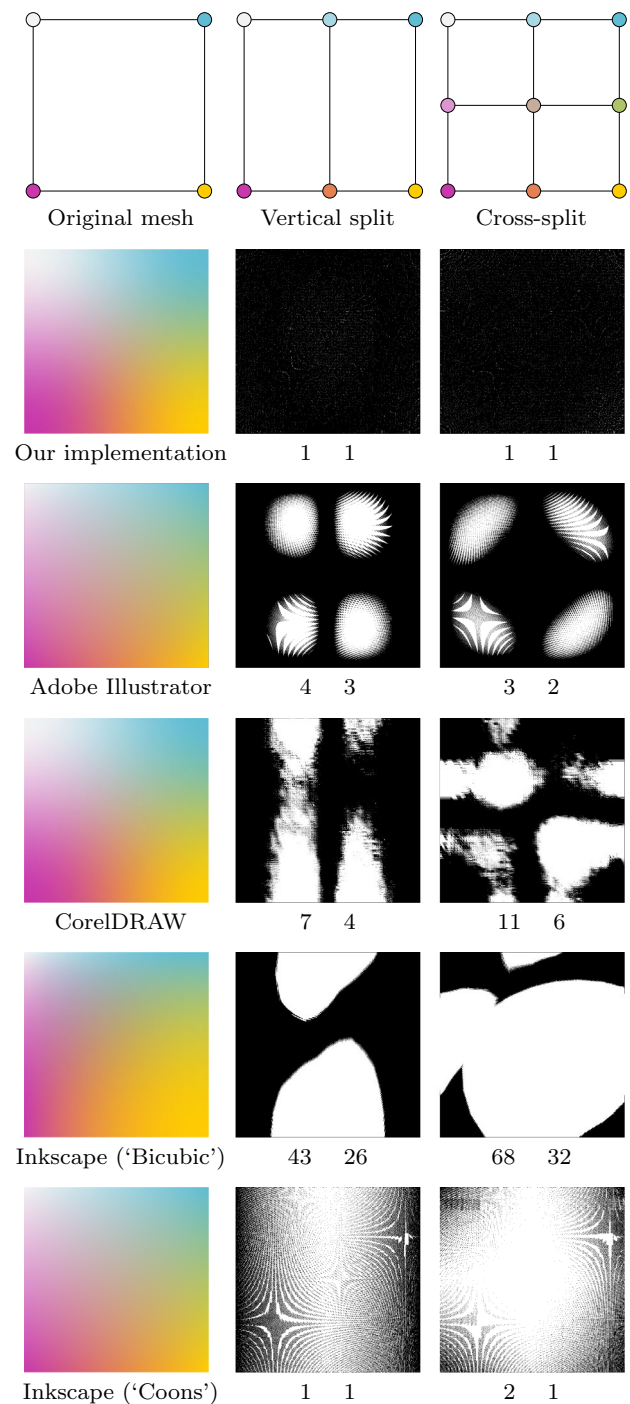 Original mesh Vertical split Cross-split
Our implementation 1 1 1 1
Adobe Illustrator 4 3 3 2
CorelDRAW 7 4 11 6
Inkscape (‘Bicubic’) 43 26 68 32
Inkscape (‘Coons’) 1 1 2 1